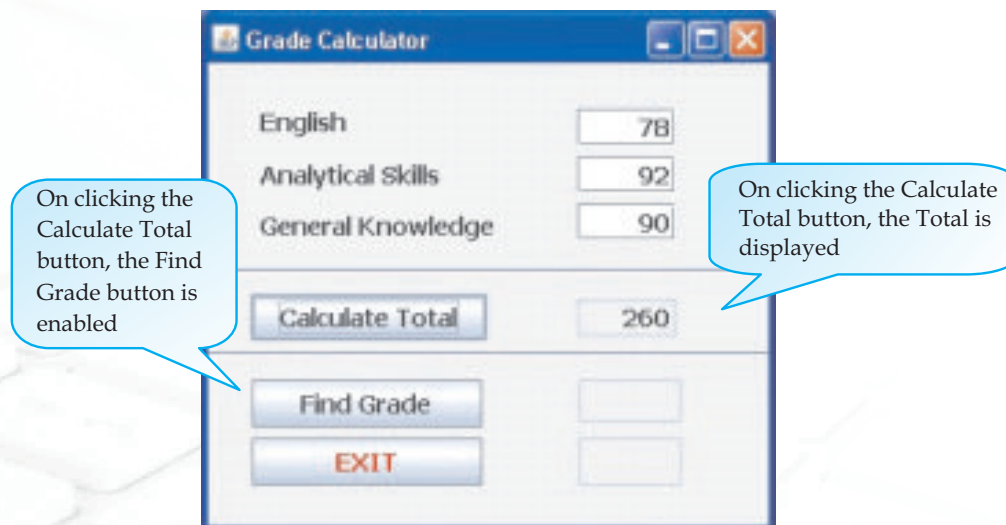 Grade Calculator
English
78
Analytical Skills
92
General Knowledge
90
On clicking the
Calculate Total
button, the Find
Grade button is
enabled
On clicking the Calculate
Total button, the Total is
displayed
Calculate Total
260
Find Grade
EXIT